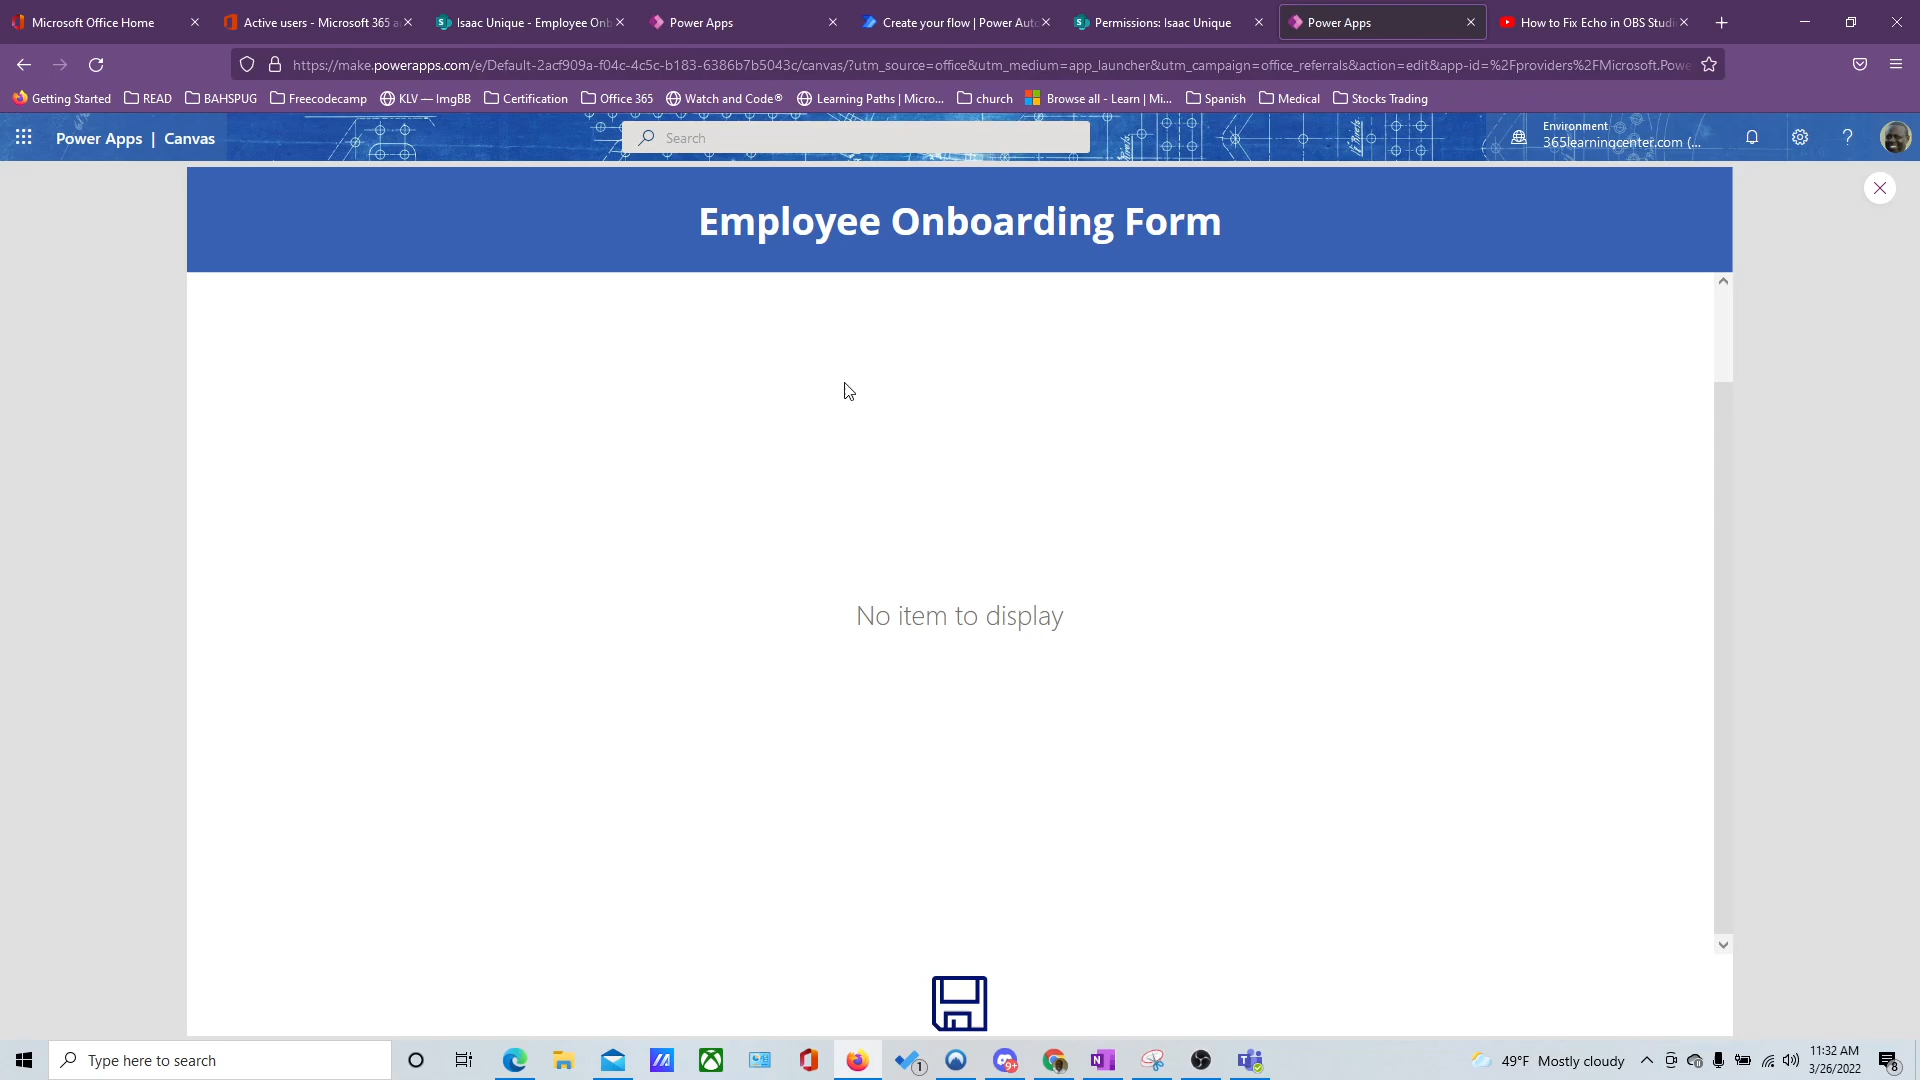 Microsoft Office Home
Active users - Microsoft 365 a
Isaac Unique - Employee Onb
Power Apps
Create your flow | Power Auto
Permissions: Isaac Unique
Power Apps
How to Fix Echo in OBS Studi
https://make.powerapps.com/e/Default-2acf909a-f04c-4c5c-b183-6386b7b5043c/canvas/?utm_source=office&utm_medium=app_launcher&utm_campaign=office_referrals&action=edit&app-id=%2Fproviders%2FMicrosoft.Powe
Getting Started
READ
BAHSPUG
Freecodecamp
KLV — ImgBB
Certification
Office 365
Watch and Code®
Learning Paths | Micro...
church
Browse all - Learn | Mi...
Spanish
Medical
Stocks Trading
Power Apps | Canvas
Search
Environment
365learningcenter.com (...
Employee Onboarding Form
No item to display
Type here to search
1
9+
49°F Mostly cloudy
11:32 AM
3/26/2022
8